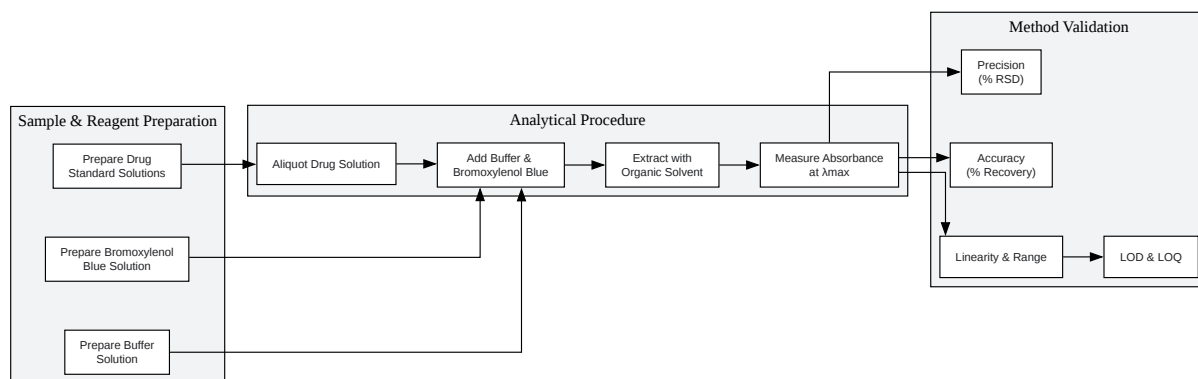 Sample & Reagent Preparation
Prepare Drug
Standard Solutions
Prepare Bromoxylenol
Blue Solution
Prepare Buffer
Solution
Analytical Procedure
Aliquot Drug Solution
Add Buffer &
Bromoxylenol Blue
Extract with
Organic Solvent
Measure Absorbance
at λmax
Method Validation
Precision
(% RSD)
Accuracy
(% Recovery)
Linearity & Range
LOD & LOQ